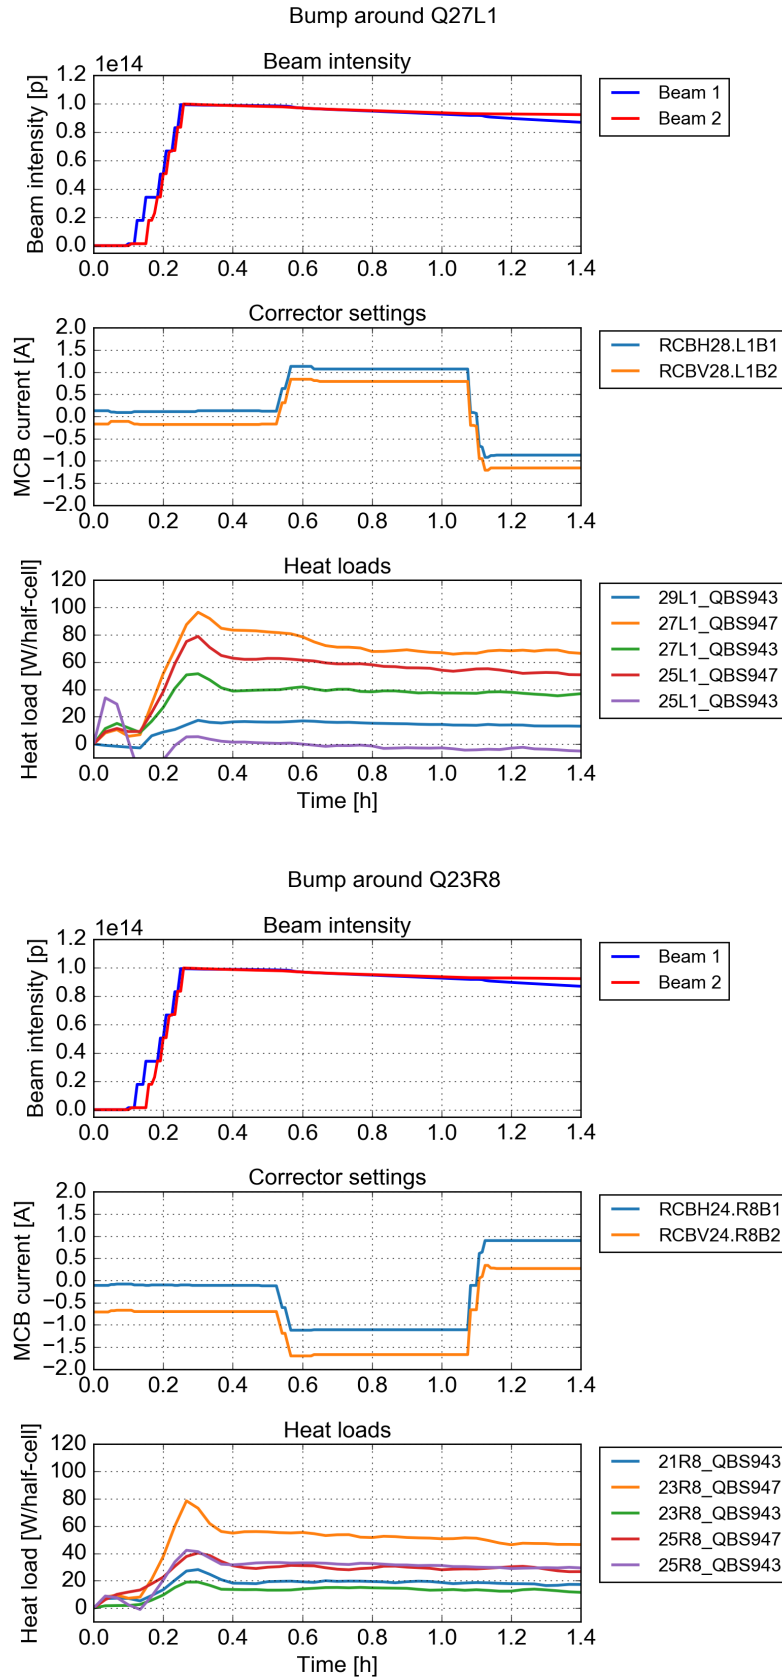 Bump around Q27L1
Beam intensity
1e14
Beam intensity [p]
1.2
1.0
0.8
0.6
0.4
0.2
0.0
0.0 0.2 0.4 0.6 0.8 1.0 1.2 1.4
Beam 1
Beam 2
Corrector settings
MCB current [A]
2.0
1.5
1.0
0.5
0.0
−0.5
−1.0
−1.5
−2.0
0.0 0.2 0.4 0.6 0.8 1.0 1.2 1.4
RCBH28.L1B1
RCBV28.L1B2
Heat loads
Heat load [W/half-cell]
120
100
80
60
40
20
0
0.0 0.2 0.4 0.6 0.8 1.0 1.2 1.4
Time [h]
29L1_QBS943
27L1_QBS947
27L1_QBS943
25L1_QBS947
25L1_QBS943
Bump around Q23R8
Beam intensity
1e14
Beam intensity [p]
1.2
1.0
0.8
0.6
0.4
0.2
0.0
0.0 0.2 0.4 0.6 0.8 1.0 1.2 1.4
Beam 1
Beam 2
Corrector settings
MCB current [A]
2.0
1.5
1.0
0.5
0.0
−0.5
−1.0
−1.5
−2.0
0.0 0.2 0.4 0.6 0.8 1.0 1.2 1.4
RCBH24.R8B1
RCBV24.R8B2
Heat loads
Heat load [W/half-cell]
120
100
80
60
40
20
0
0.0 0.2 0.4 0.6 0.8 1.0 1.2 1.4
Time [h]
21R8_QBS943
23R8_QBS947
23R8_QBS943
25R8_QBS947
25R8_QBS943